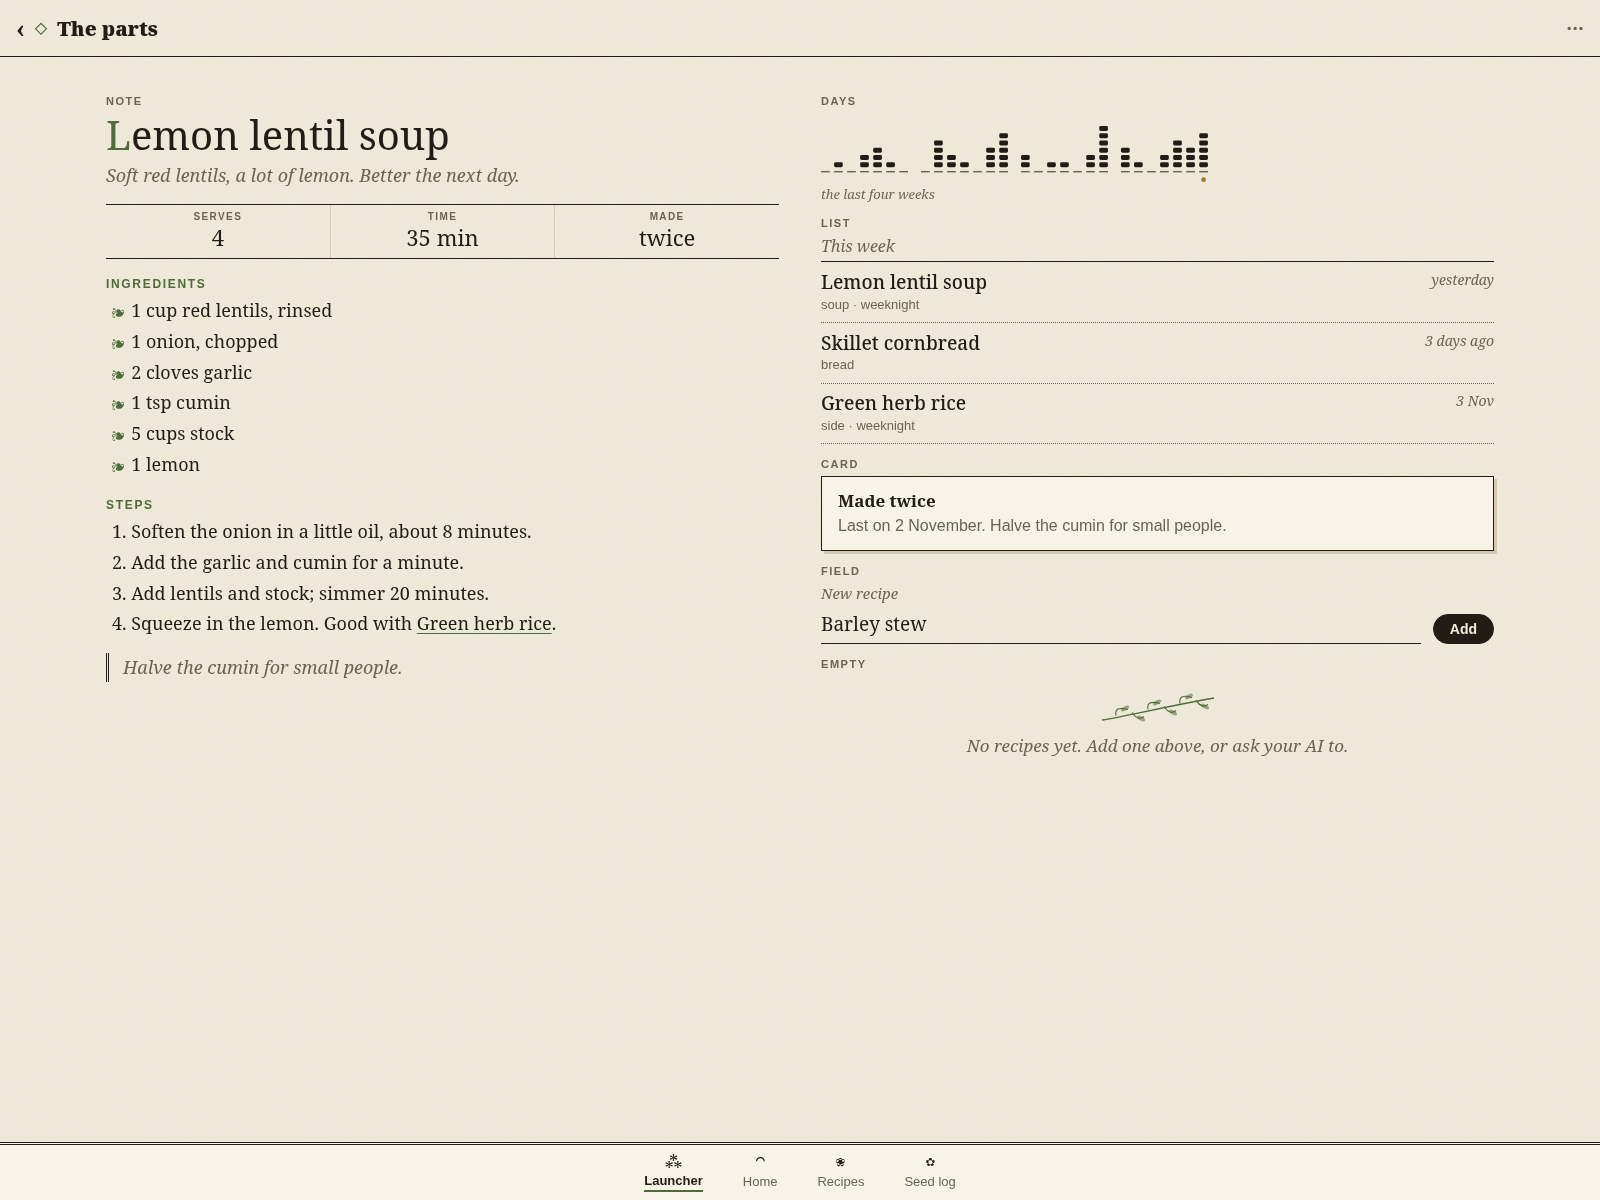 The parts
NOTE
Lemon lentil soup
Soft red lentils, a lot of lemon. Better the next day.
SERVES
4
TIME
35 min
MADE
twice
INGREDIENTS
1 cup red lentils, rinsed
1 onion, chopped
2 cloves garlic
1 tsp cumin
5 cups stock
1 lemon
STEPS
1. Soften the onion in a little oil, about 8 minutes.
2. Add the garlic and cumin for a minute.
3. Add lentils and stock; simmer 20 minutes.
4. Squeeze in the lemon. Good with Green herb rice.
Halve the cumin for small people.
DAYS
the last four weeks
LIST
This week
Lemon lentil soup
yesterday
soup · weeknight
Skillet cornbread
3 days ago
bread
Green herb rice
3 Nov
side · weeknight
CARD
Made twice
Last on 2 November. Halve the cumin for small people.
FIELD
New recipe
Barley stew
Add
EMPTY
No recipes yet. Add one above, or ask your AI to.
Launcher
Home
Recipes
Seed log